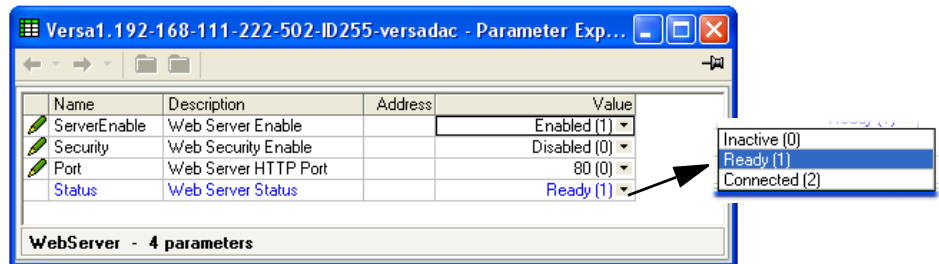 Versa1.192-168-111-222-502-ID255-versadac - Parameter Exp...
Name Description Address Value
ServerEnable Web Server Enable Enabled (1)
Security Web Security Enable Disabled (0)
Port Web Server HTTP Port 80 (0)
Status Web Server Status Ready (1)
WebServer - 4 parameters
Inactive (0)
Ready (1)
Connected (2)